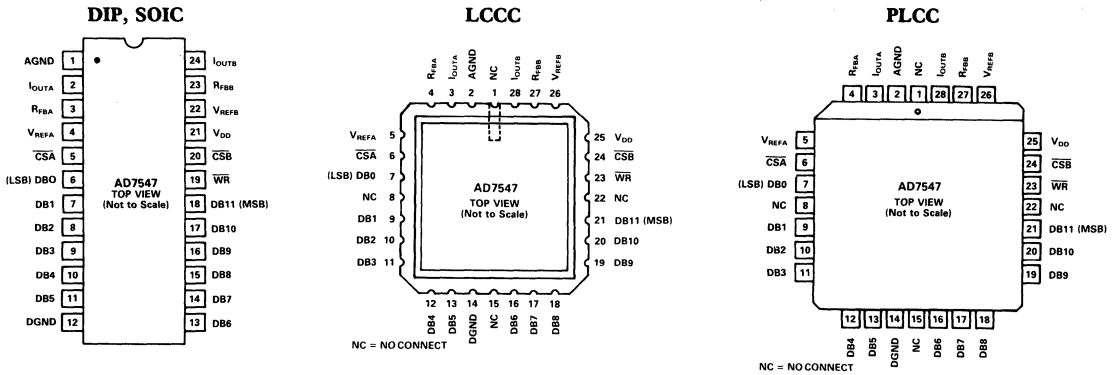 DIP, SOIC
AGND 1
IOUTA 2
RFBA 3
VREFA 4
CSA 5
(LSB) DB0 6
DB1 7
DB2 8
DB3 9
DB4 10
DB5 11
DGND 12
AD7547
TOP VIEW
(Not to Scale)
24 IOUTB
23 RFBB
22 VREFB
21 VDD
20 CSB
19 WR
18 DB11 (MSB)
17 DB10
16 DB9
15 DB8
14 DB7
13 DB6
LCCC
RFBA IOUTA AGND NC IOUTB RFBB VREFB
4 3 2 1 28 27 26
VREFA 5
CSA 6
(LSB) DB0 7
NC 8
DB1 9
DB2 10
DB3 11
AD7547
TOP VIEW
(Not to Scale)
25 VDD
24 CSB
23 WR
22 NC
21 DB11 (MSB)
20 DB10
19 DB9
12 13 14 15 16 17 18
DB4 DB5 DGND NC DB6 DB7 DB8
NC = NO CONNECT
PLCC
RFBA IOUTA AGND NC IOUTB RFBB VREFB
4 3 2 1 28 27 26
VREFA 5
CSA 6
(LSB) DB0 7
NC 8
DB1 9
DB2 10
DB3 11
AD7547
TOP VIEW
(Not to Scale)
25 VDD
24 CSB
23 WR
22 NC
21 DB11 (MSB)
20 DB10
19 DB9
12 13 14 15 16 17 18
DB4 DB5 DGND NC DB6 DB7 DB8
NC = NO CONNECT